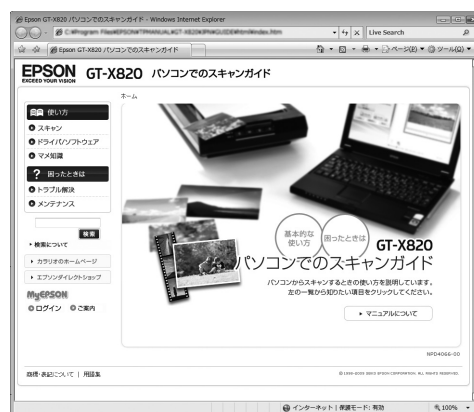 Epson GT-X820 パソコンでのスキャンガイド - Windows Internet Explorer
Live Search
Epson GT-X820 パソコンでのスキャンガイド
ページ(P) ツール(O)
EPSON
EXCEED YOUR VISION
GT-X820 パソコンでのスキャンガイド
ホーム
使い方
スキャン
ドライバ/ソフトウェア
マメ知識
? 困ったときは
トラブル解決
メンテナンス
検索
検索について
カラリオのホームページ
エプソンダイレクトショップ
MyEPSON
ログイン ご案内
基本的な
使い方
困ったときは
GT-X820
パソコンでのスキャンガイド
パソコンからスキャンするときの使い方を説明しています。
左の一覧から知りたい項目をクリックしてください。
マニュアルについて
NPD4066-00
商標・表記について | 用語集
インターネット | 保護モード: 有効
100%